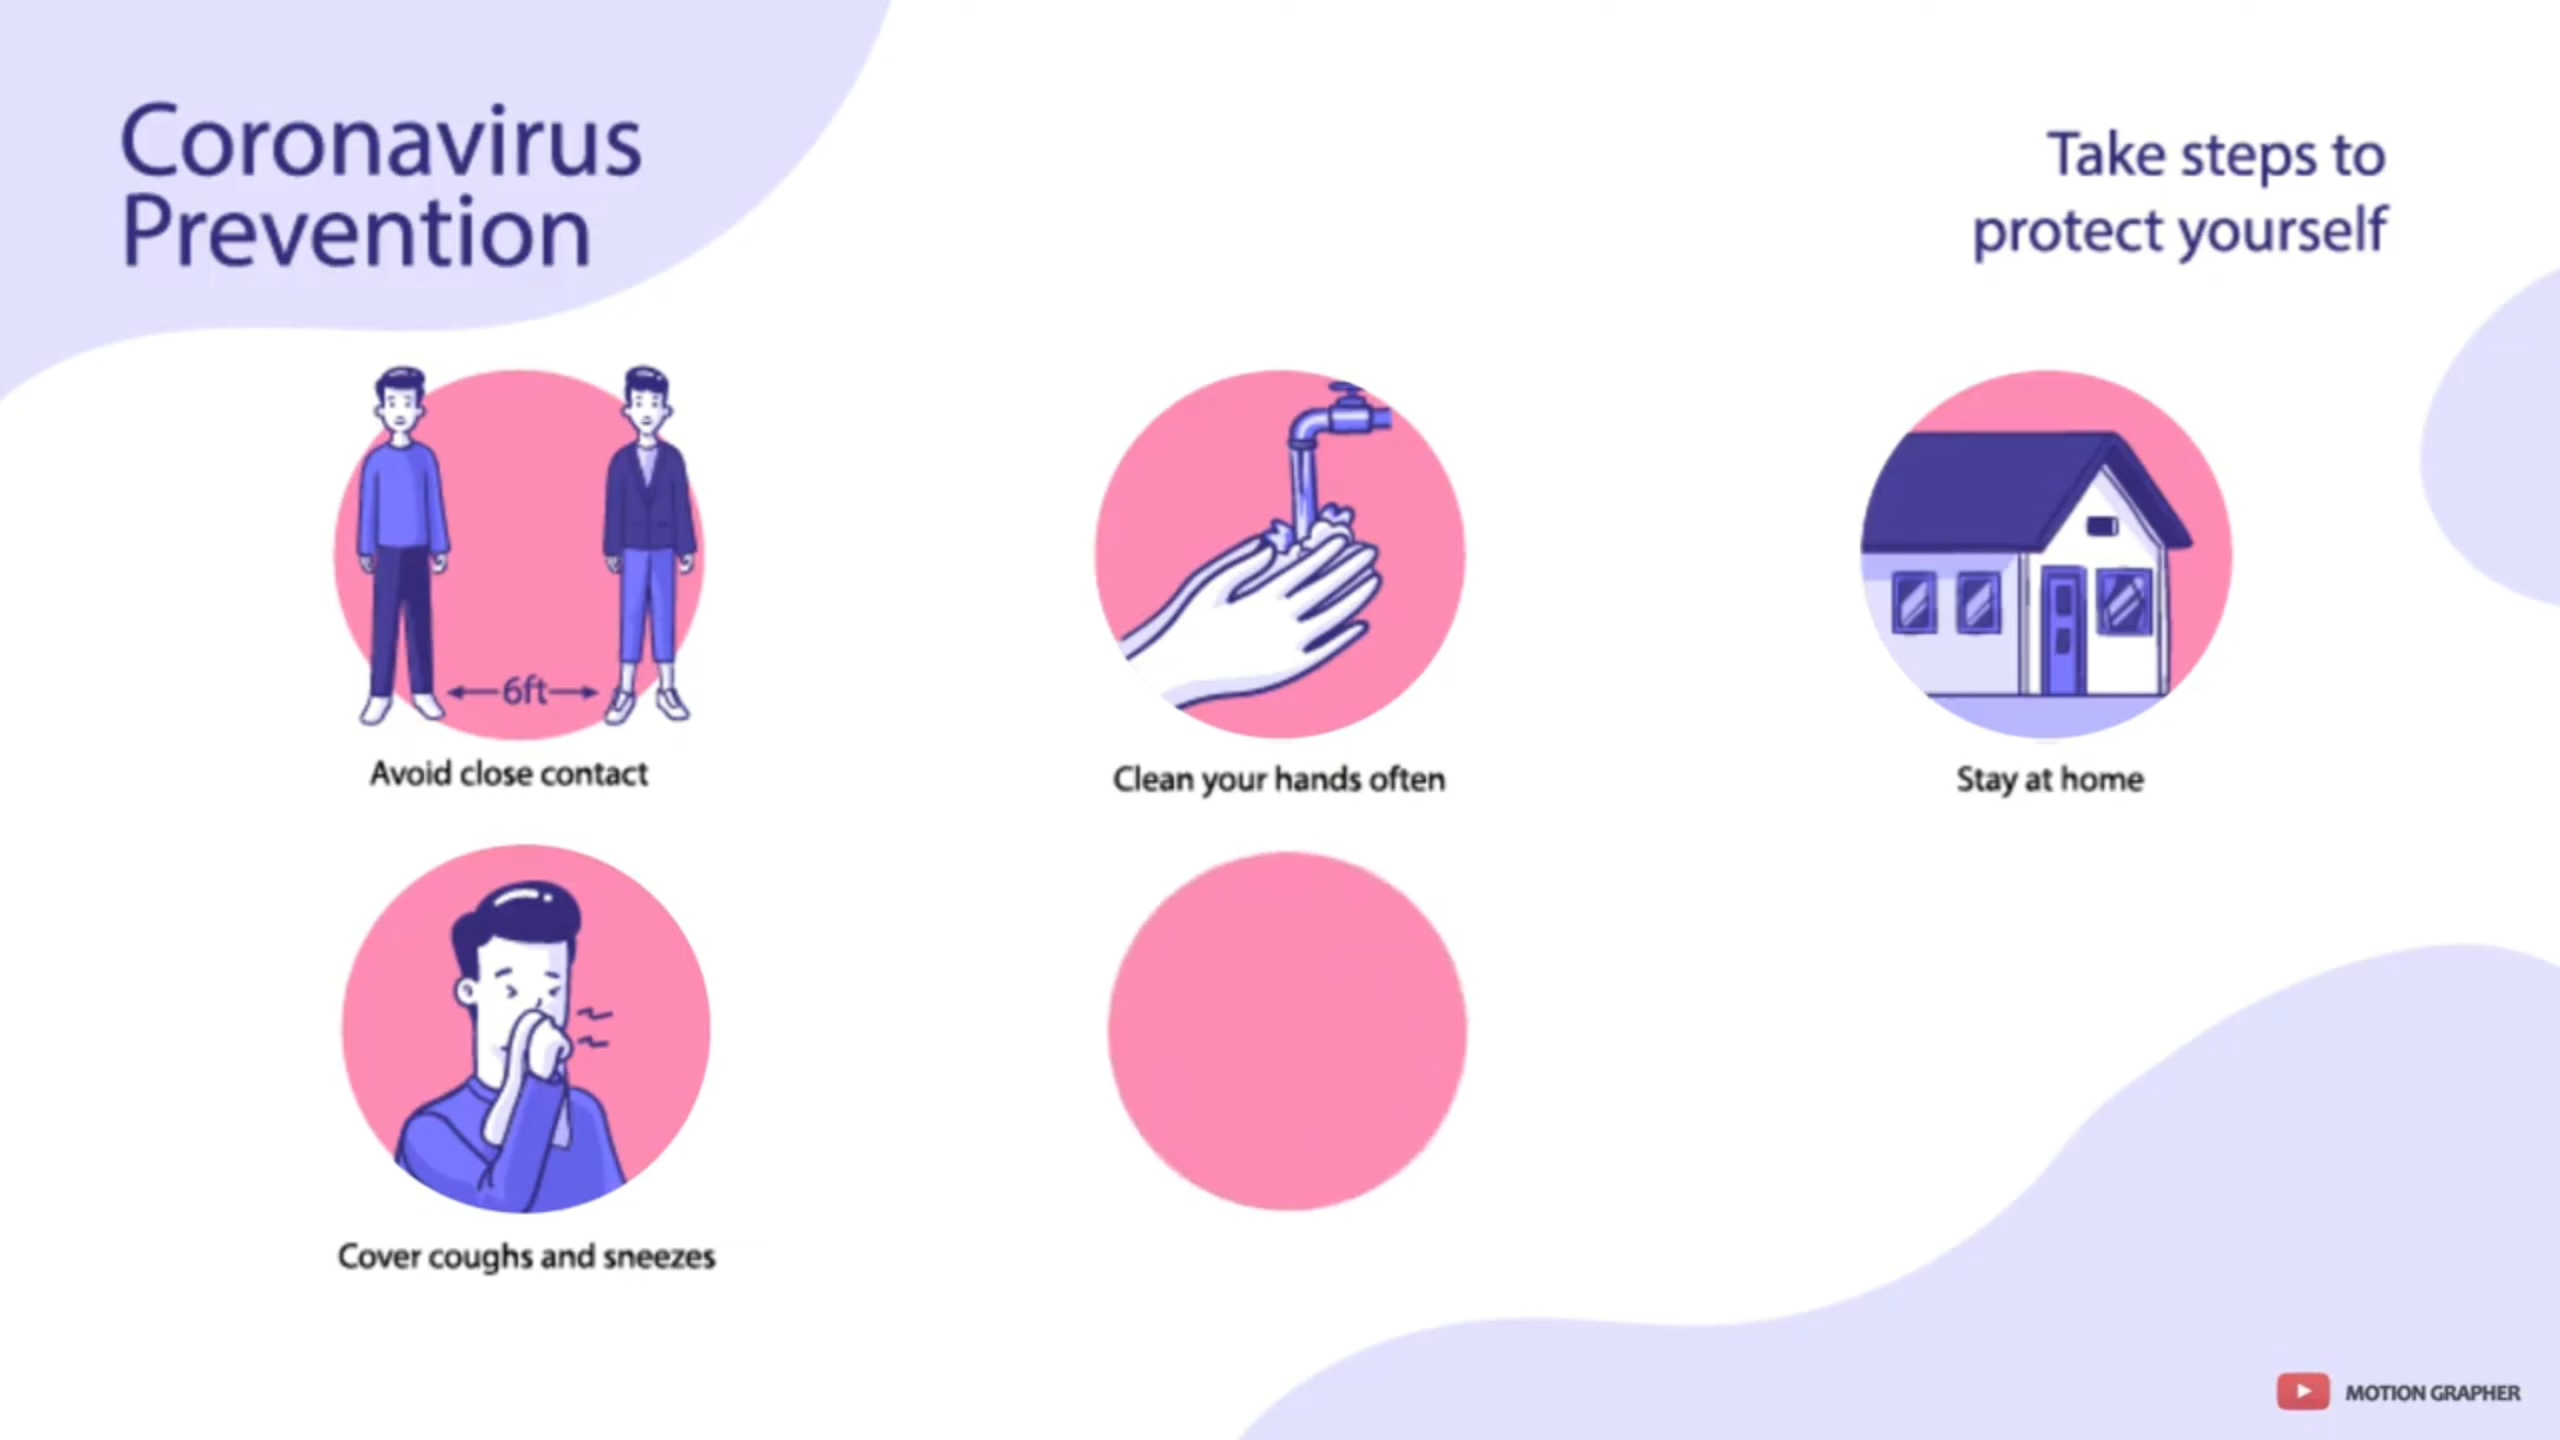 Coronavirus
Prevention
Take steps to
protect yourself
6ft
Avoid close contact
Clean your hands often
Stay at home
Cover coughs and sneezes
MOTION GRAPHER